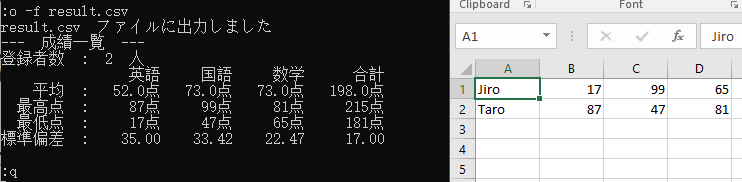 :o -f result.csv
result.csv ファイルに出力しました
--- 成績一覧 ---
登録者数 : 2 人
英語 国語 数学 合計
平均 : 52.0点 73.0点 73.0点 198.0点
最高点 : 87点 99点 81点 215点
最低点 : 17点 47点 65点 181点
標準偏差 : 35.00 33.42 22.47 17.00
:q
Clipboard Font
A1 Jiro
A B C D
1 Jiro 17 99 65
2 Taro 87 47 81
3
4
5